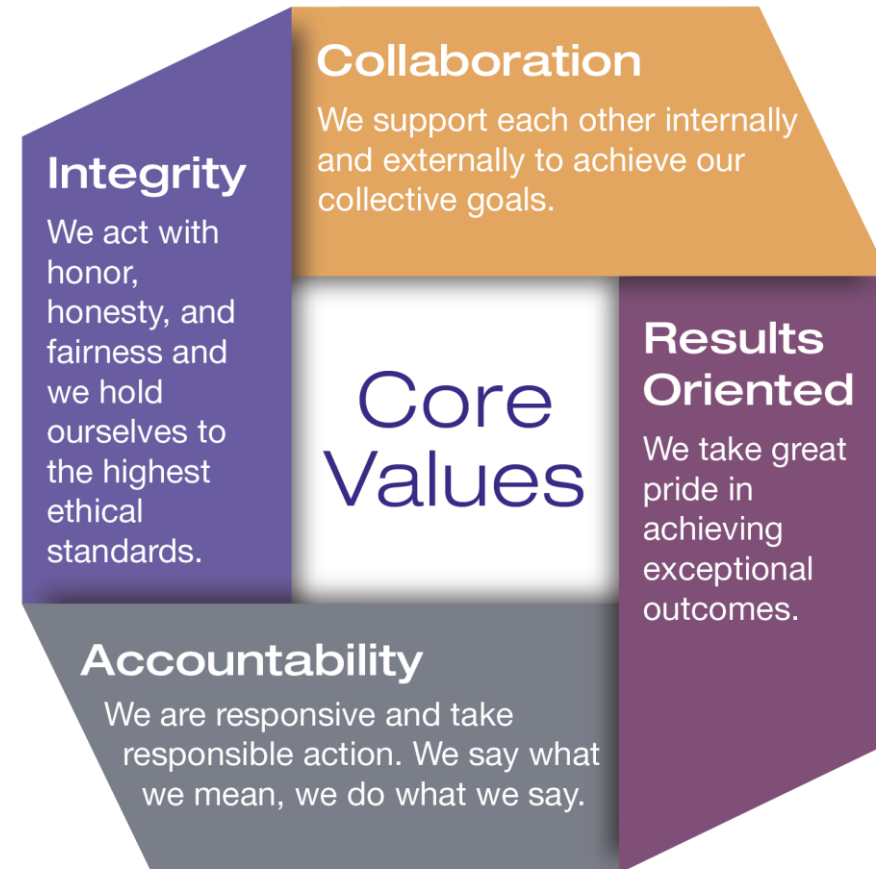 Collaboration
We support each other internally
and externally to achieve our
collective goals.
Integrity
We act with
honor,
honesty, and
fairness and
we hold
ourselves to
the highest
ethical
standards.
Core
Values
Results
Oriented
We take great
pride in
achieving
exceptional
outcomes.
Accountability
We are responsive and take
responsible action. We say what
we mean, we do what we say.